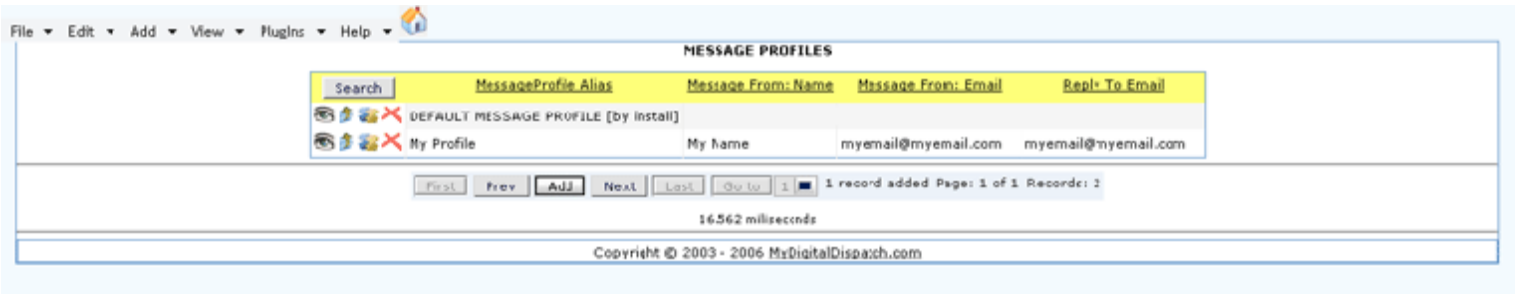 File Edit Add View Plugins Help
MESSAGE PROFILES
Search MessageProfile Alias Message From: Name Message From: Email Reply To Email
DEFAULT MESSAGE PROFILE [by install]
My Profile My Name myemail@myemail.com myemail@myemail.com
First Prev Add Next Last Go to 1 1 record added Page: 1 of 1 Records: 2
16.562 miliseconds
Copyright © 2003 - 2006 MyDigitalDispatch.com